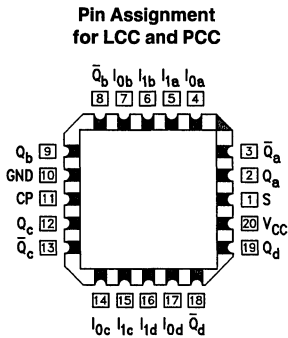 Pin Assignment
for LCC and PCC
Q̅b I0b I1b I1a I0a
8 7 6 5 4
Qb 9
GND 10
CP 11
Qc 12
Q̅c 13
3 Q̅a
2 Qa
1 S
20 VCC
19 Qd
14 15 16 17 18
I0c I1c I1d I0d Q̅d